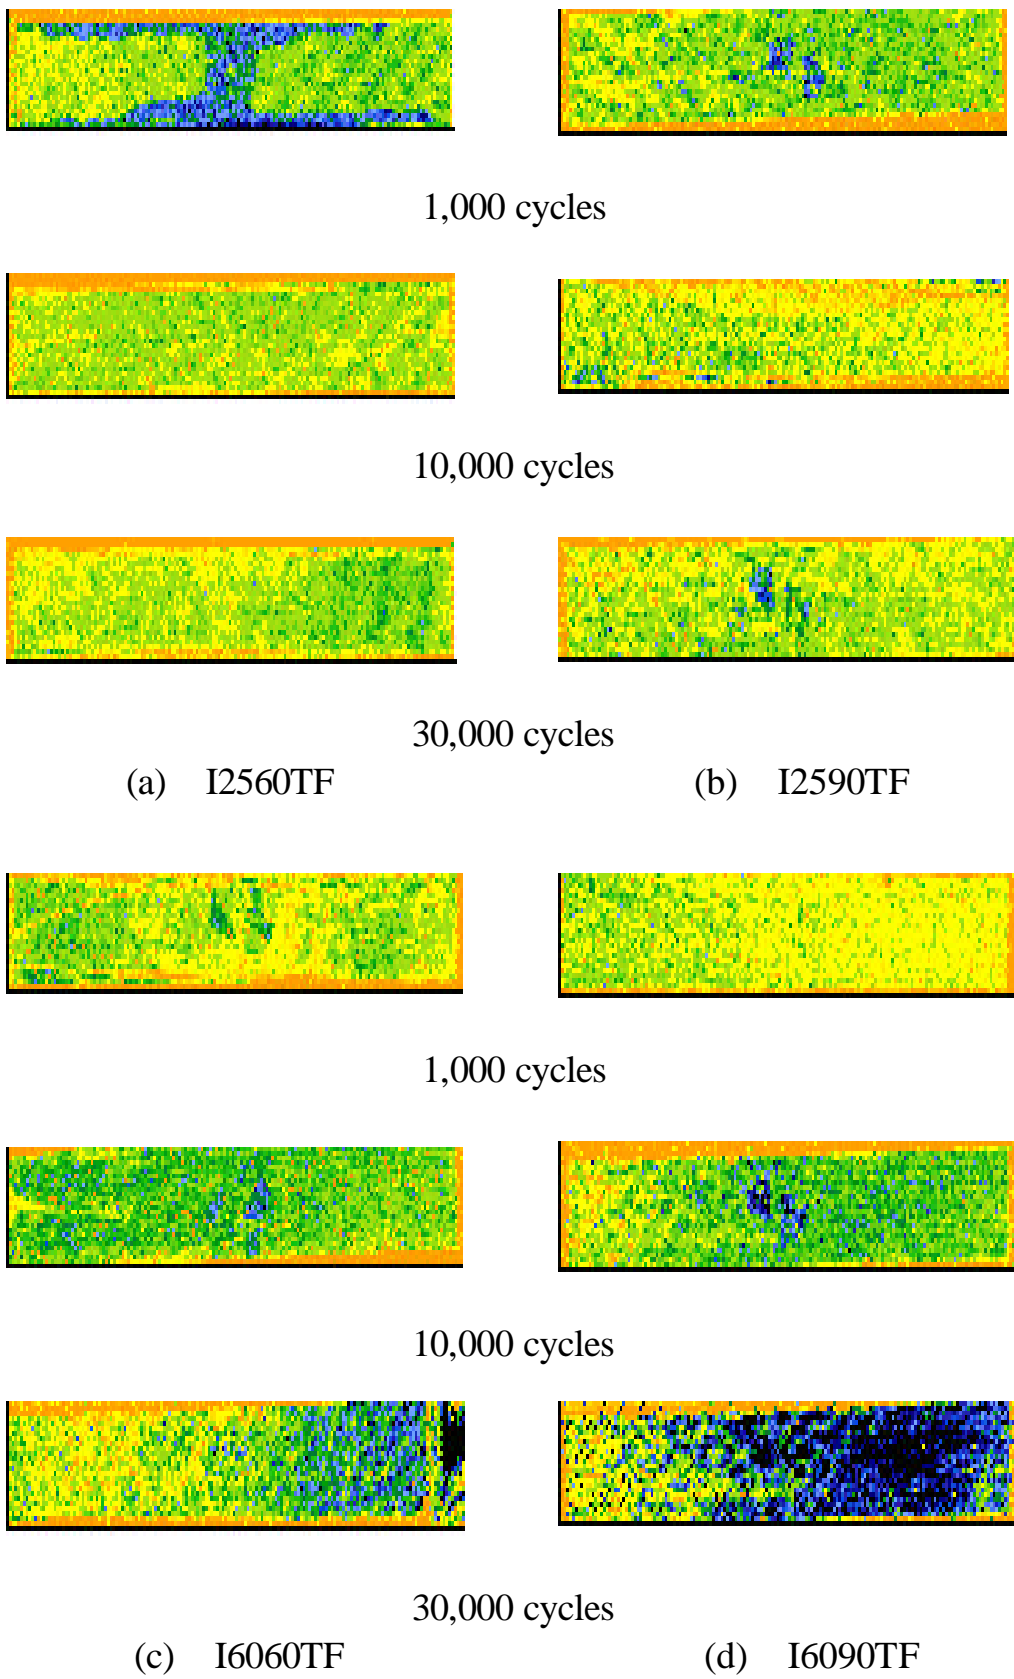 1,000 cycles
10,000 cycles
30,000 cycles
(a) I2560TF (b) I2590TF
1,000 cycles
10,000 cycles
30,000 cycles
(c) I6060TF (d) I6090TF